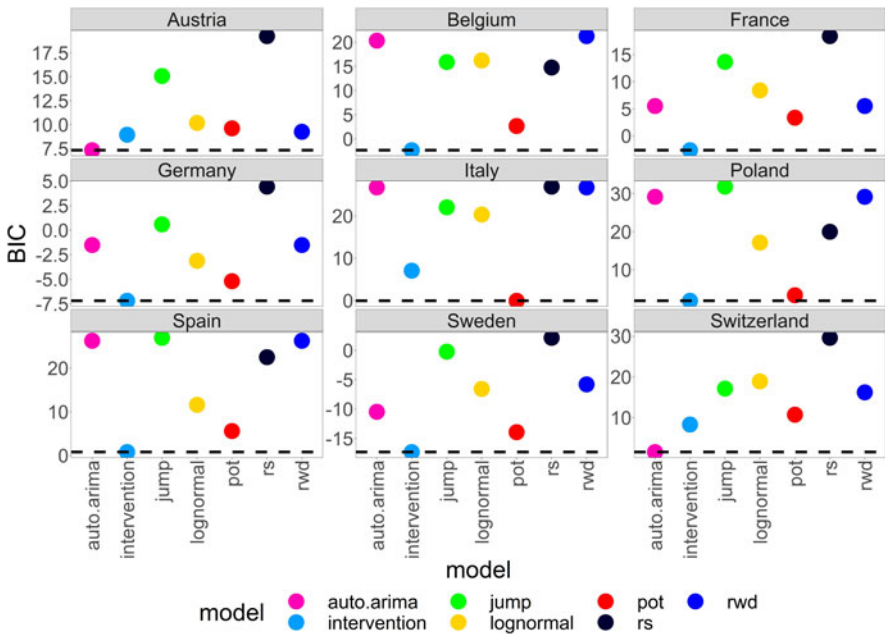 Austria Belgium France
17.5 20 15
15.0 15 10
12.5 10 5
10.0 5 0
7.5 0
Germany Italy Poland
5.0 20 30
2.5 10 20
0.0 0 10
-2.5
-5.0
-7.5
BIC
Spain Sweden Switzerland
20 0 30
10 -5 20
0 -10 10
-15
auto.arima intervention jump lognormal pot rs rwd auto.arima intervention jump lognormal pot rs rwd auto.arima intervention jump lognormal pot rs rwd
model
model auto.arima jump pot rwd
intervention lognormal rs